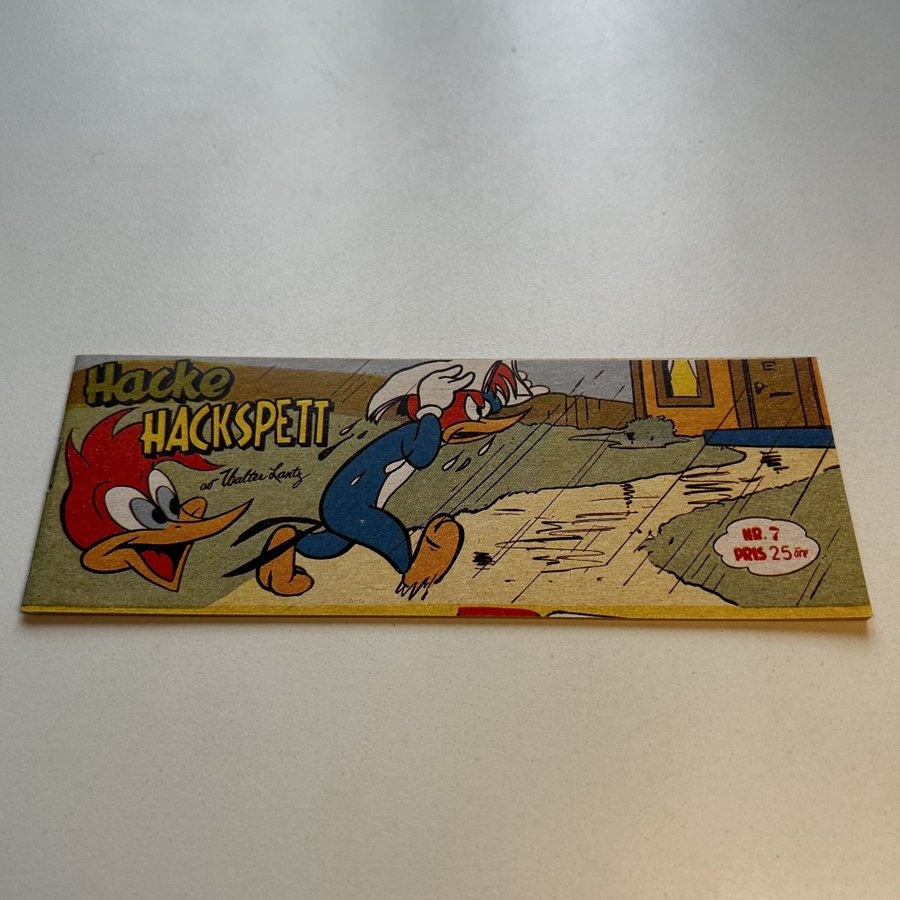 Hacke
HACKSPETT
av Walter Lantz
NR. 7
PRIS 25 öre